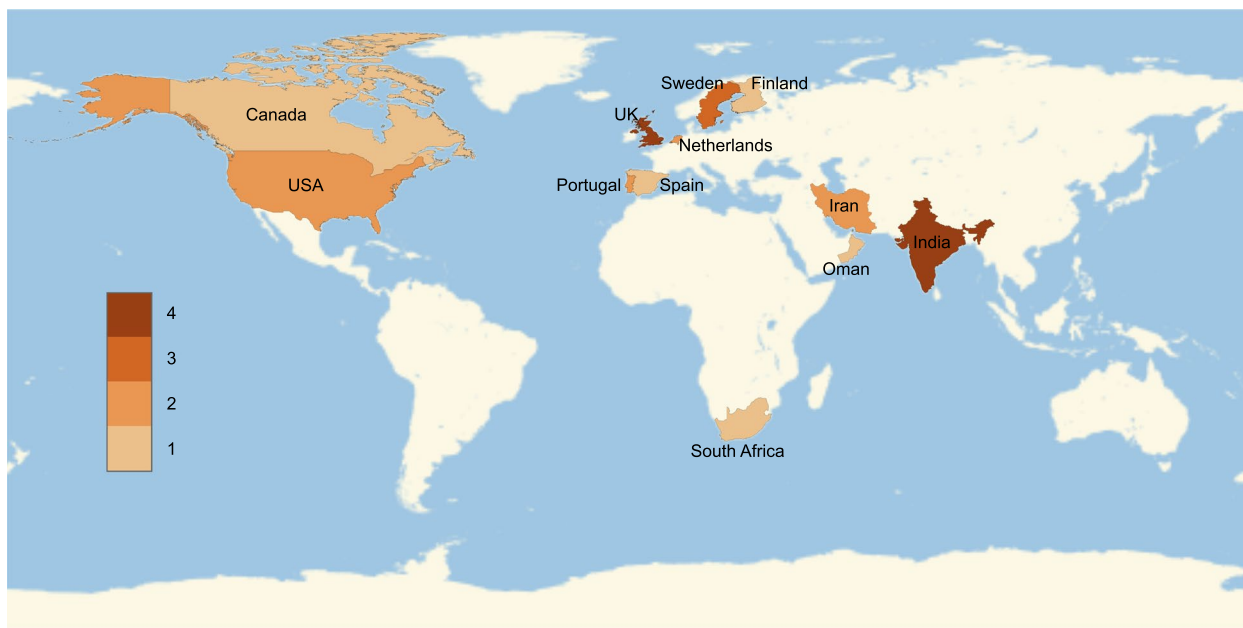 Sweden
Finland
UK
Canada
Netherlands
USA
Portugal
Spain
Iran
India
Oman
4
3
2
1
South Africa